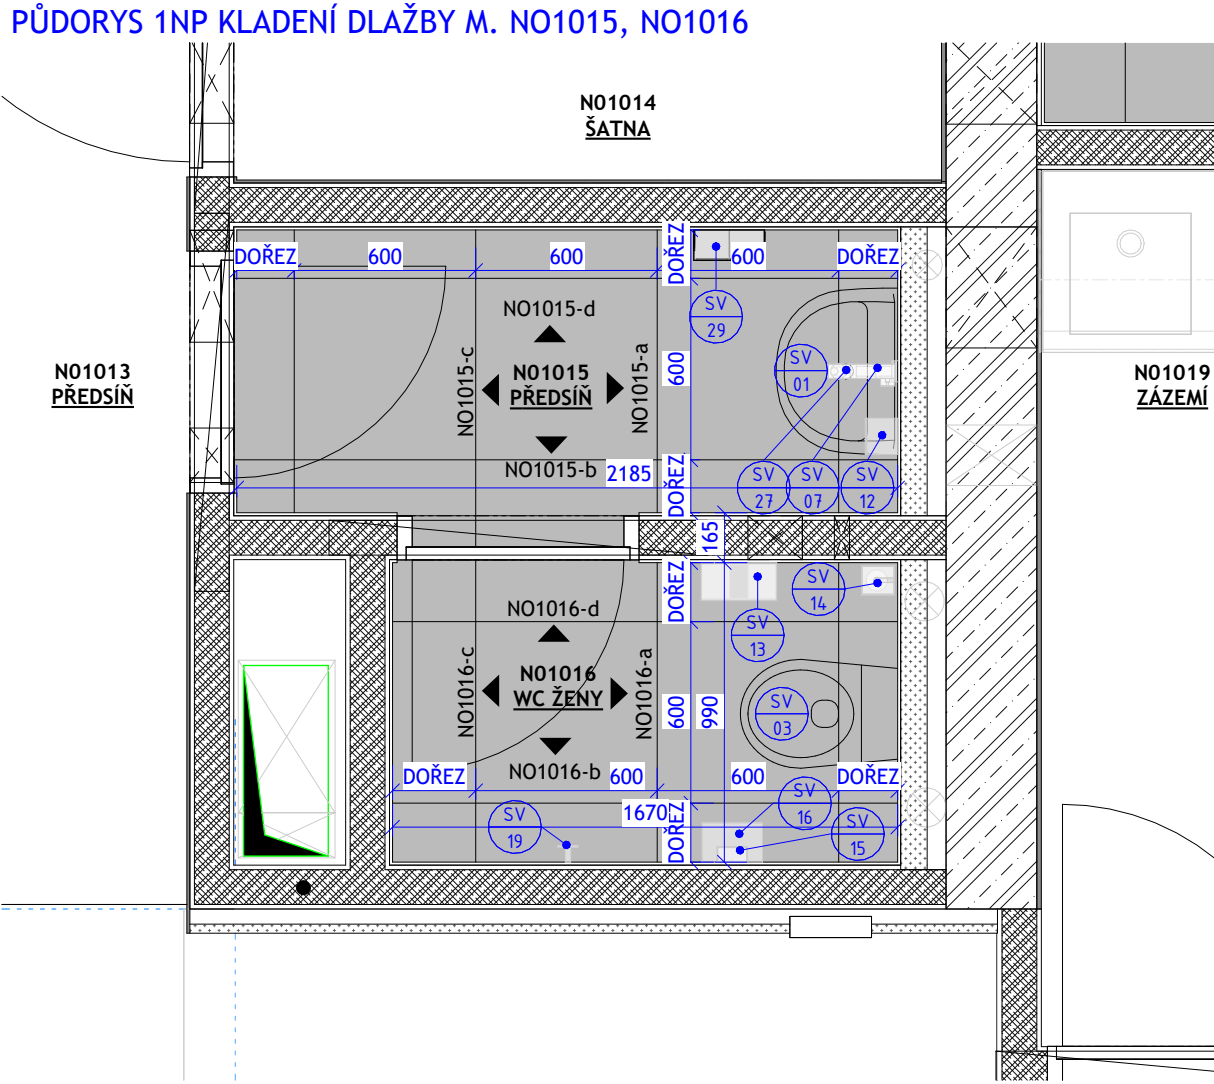 PŮDORYS 1NP KLADENÍ DLAŽBY M. NO1015, NO1016
N01014
ŠATNA
DOŘEZ
600
600
DOŘEZ
600
DOŘEZ
SV
29
NO1015-d
N01013
PŘEDSÍŇ
NO1015-c
N01015
PŘEDSÍŇ
NO1015-a
600
SV
01
N01019
ZÁZEMÍ
NO1015-b
2185
DOŘEZ
SV
27
SV
07
SV
12
165
DOŘEZ
SV
14
NO1016-d
SV
13
NO1016-c
N01016
WC ŽENY
NO1016-a
600
990
SV
03
NO1016-b
DOŘEZ
600
600
DOŘEZ
SV
16
SV
19
1670
DOŘEZ
SV
15